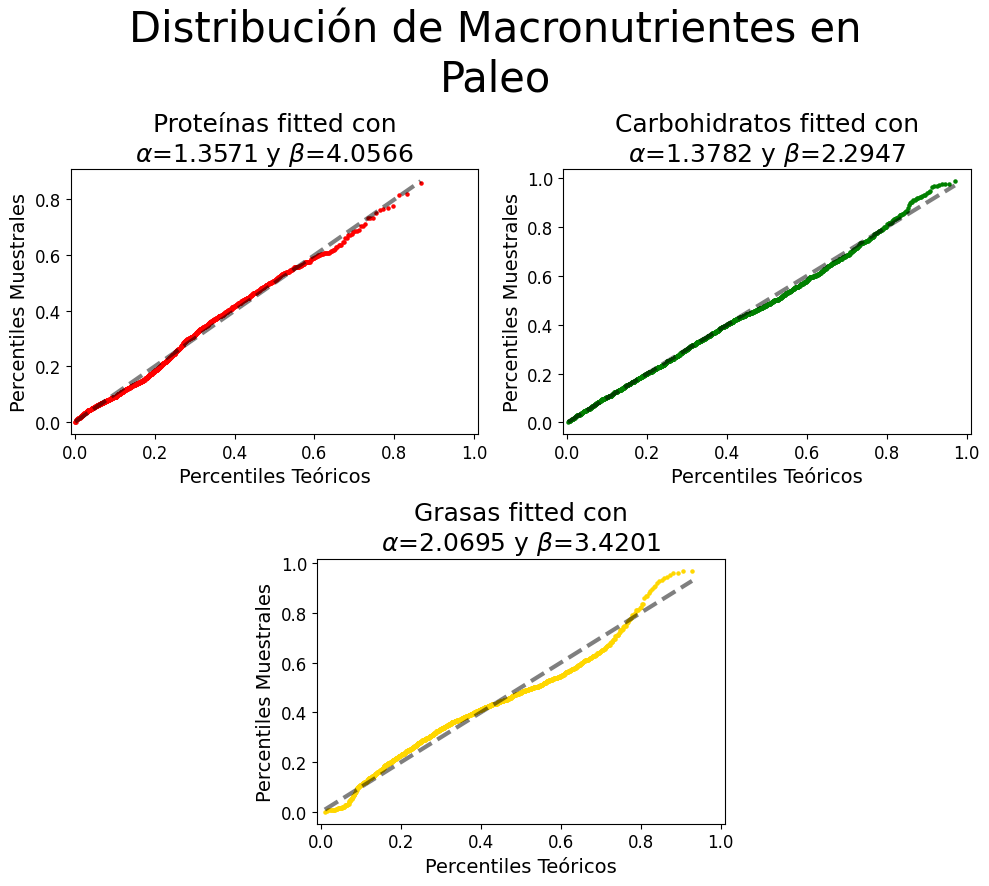 Distribución de Macronutrientes en
Paleo
Proteínas fitted con
α=1.3571 y β=4.0566
Percentiles Muestrales
0.8
0.6
0.4
0.2
0.0
0.0 0.2 0.4 0.6 0.8 1.0
Percentiles Teóricos
Carbohidratos fitted con
α=1.3782 y β=2.2947
Percentiles Muestrales
1.0
0.8
0.6
0.4
0.2
0.0
0.0 0.2 0.4 0.6 0.8 1.0
Percentiles Teóricos
Grasas fitted con
α=2.0695 y β=3.4201
Percentiles Muestrales
1.0
0.8
0.6
0.4
0.2
0.0
0.0 0.2 0.4 0.6 0.8 1.0
Percentiles Teóricos